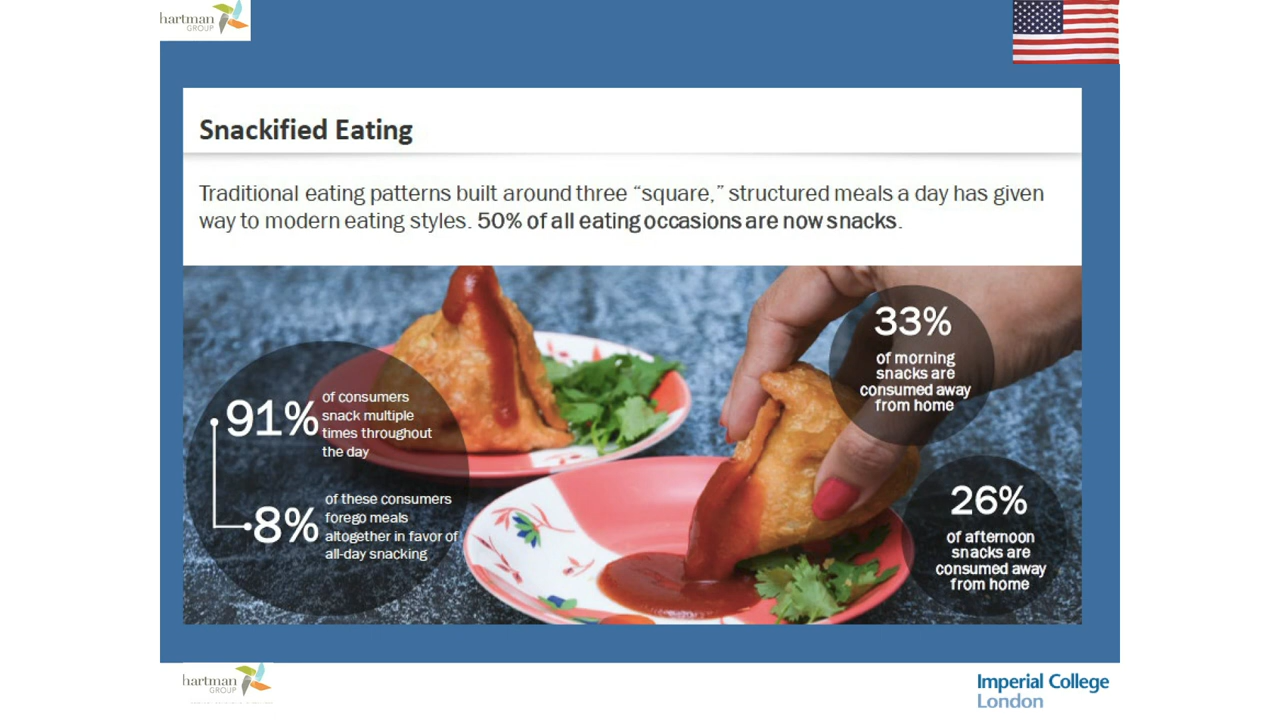 hartman
GROUP
Snackified Eating
Traditional eating patterns built around three “square,” structured meals a day has given
way to modern eating styles. 50% of all eating occasions are now snacks.
91%
of consumers
snack multiple
times throughout
the day
8%
of these consumers
forego meals
altogether in favor of
all-day snacking
33%
of morning
snacks are
consumed away
from home
26%
of afternoon
snacks are
consumed away
from home
hartman
GROUP
Imperial College
London